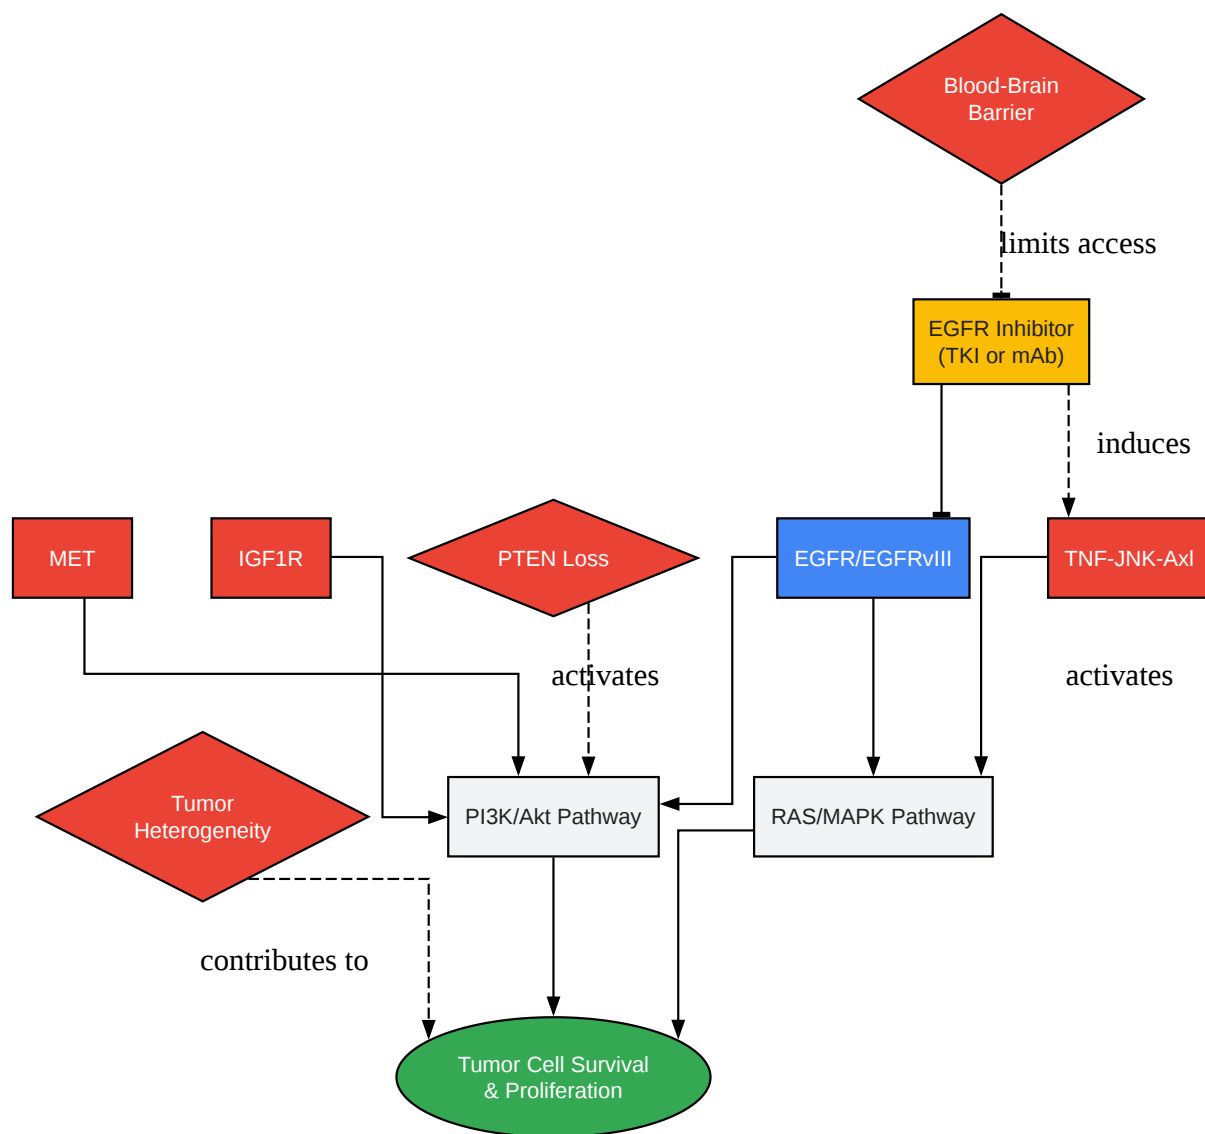 Blood-Brain
Barrier
limits access
EGFR Inhibitor
(TKI or mAb)
induces
MET
IGF1R
PTEN Loss
EGFR/EGFRvIII
TNF-JNK-Axl
activates
activates
Tumor
Heterogeneity
PI3K/Akt Pathway
RAS/MAPK Pathway
contributes to
Tumor Cell Survival
& Proliferation